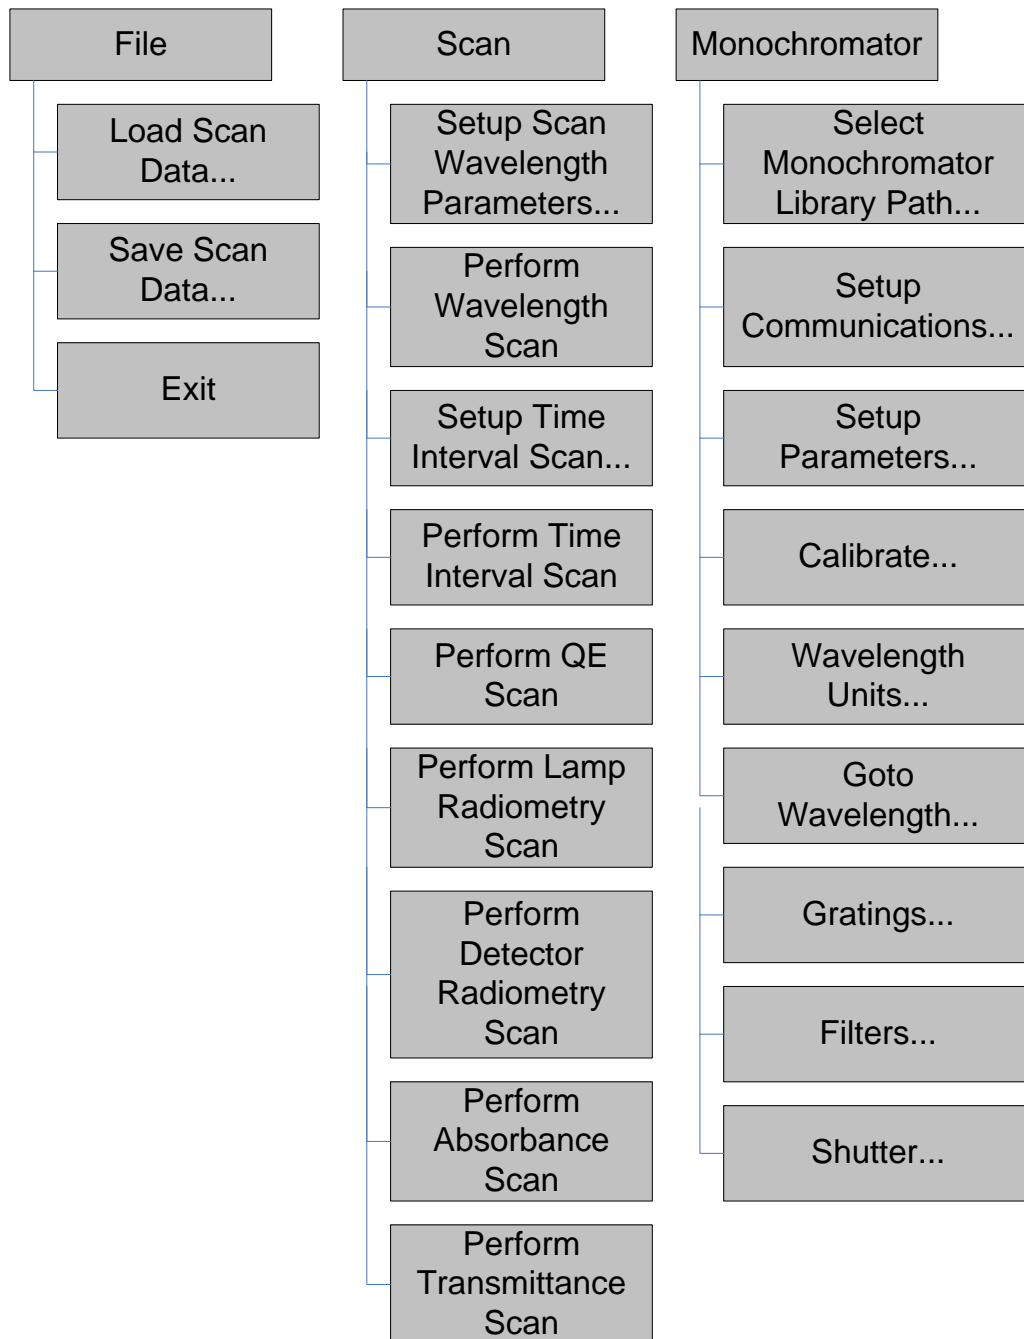 File
Load Scan
Data...
Save Scan
Data...
Exit
Scan
Setup Scan
Wavelength
Parameters...
Perform
Wavelength
Scan
Setup Time
Interval Scan...
Perform Time
Interval Scan
Perform QE
Scan
Perform Lamp
Radiometry
Scan
Perform
Detector
Radiometry
Scan
Perform
Absorbance
Scan
Perform
Transmittance
Scan
Monochromator
Select
Monochromator
Library Path...
Setup
Communications...
Setup
Parameters...
Calibrate...
Wavelength
Units...
Goto
Wavelength...
Gratings...
Filters...
Shutter...